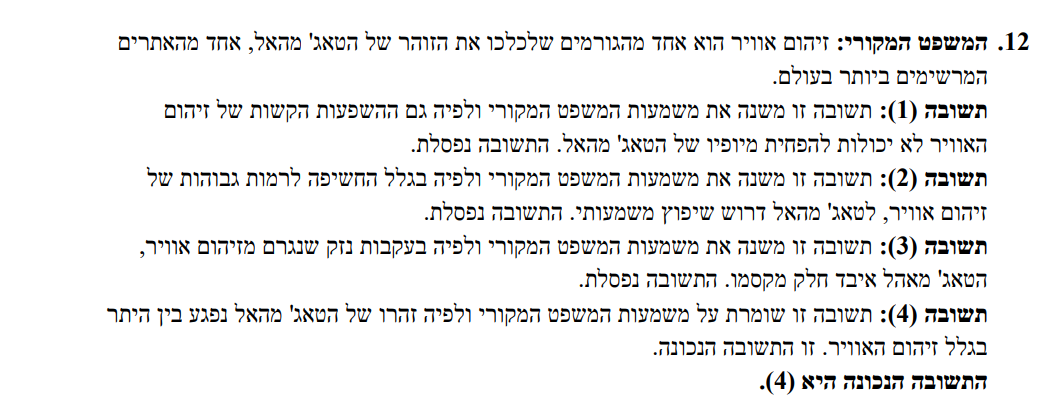 12. המשפט המקורי: זיהום אוויר הוא אחד מהגורמים שלכלכו את הזוהר של הטאג' מהאל, אחד מהאתרים
המרשימים ביותר בעולם.
תשובה (1): תשובה זו משנה את משמעות המשפט המקורי ולפיה גם ההשפעות הקשות של זיהום
האוויר לא יכולות להפחית מיופיו של הטאג' מהאל. התשובה נפסלת.
תשובה (2): תשובה זו משנה את משמעות המשפט המקורי ולפיה בגלל החשיפה לרמות גבוהות של
זיהום אוויר, לטאג' מהאל דרוש שיפוץ משמעותי. התשובה נפסלת.
תשובה (3): תשובה זו משנה את משמעות המשפט המקורי ולפיה בעקבות נזק שנגרם מזיהום אוויר,
הטאג' מאהל איבד חלק מקסמו. התשובה נפסלת.
תשובה (4): תשובה זו שומרת על משמעות המשפט המקורי ולפיה זהרו של הטאג' מהאל נפגע בין היתר
בגלל זיהום האוויר. זו התשובה הנכונה.
התשובה הנכונה היא (4).